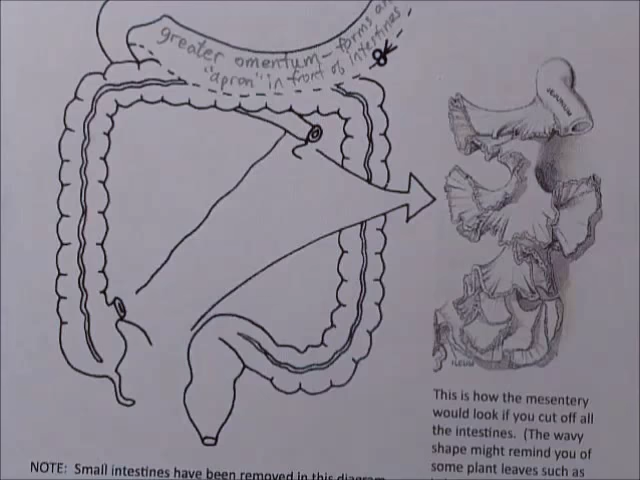 greater omentum - forms an
"apron" in front of intestines
JEJUNUM
ILEUM
This is how the mesentery
would look if you cut off all
the intestines. (The wavy
shape might remind you of
some plant leaves such as
NOTE: Small intestines have been removed in this diagram